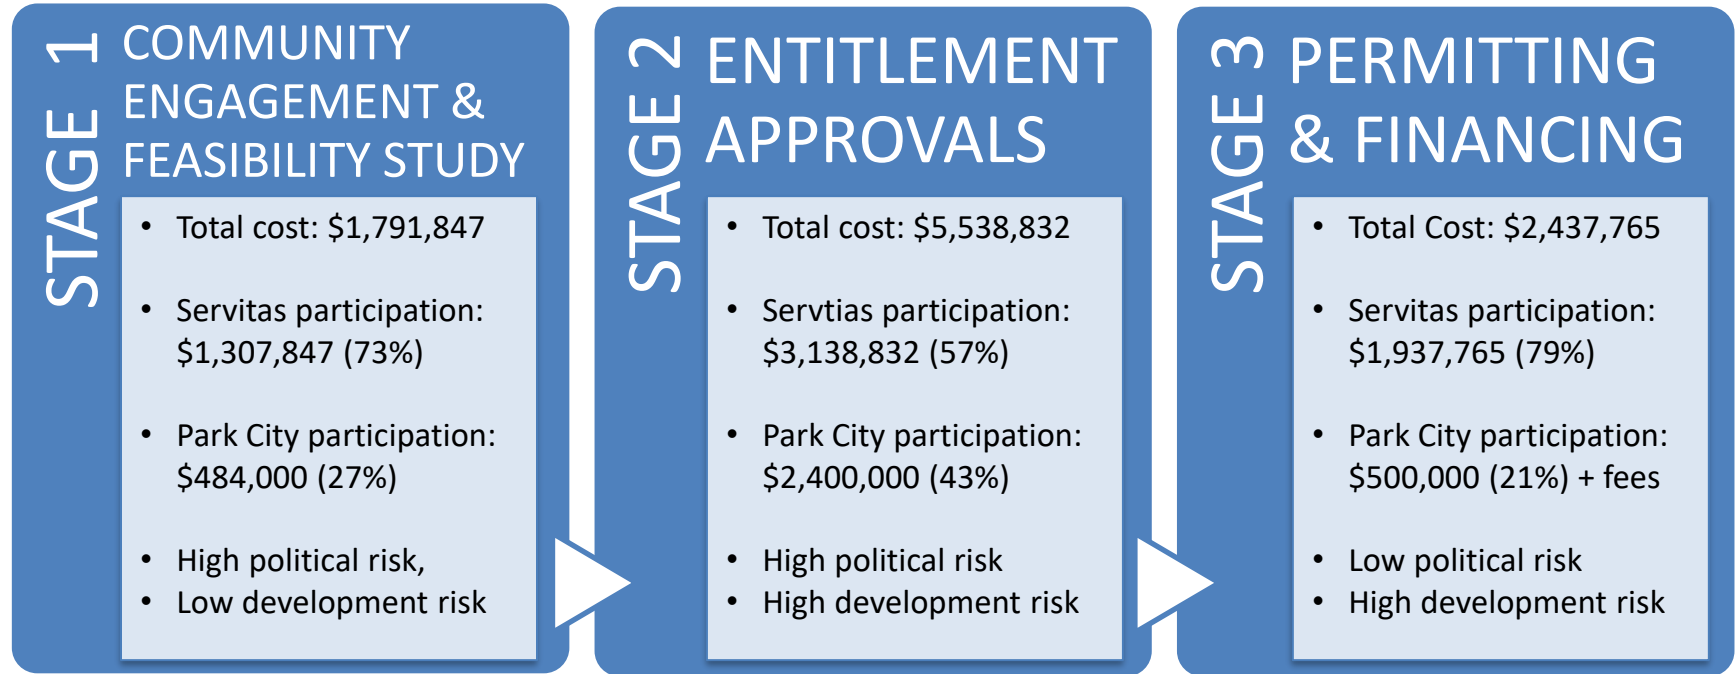 STAGE 1
COMMUNITY
ENGAGEMENT &
FEASIBILITY STUDY
• Total cost: $1,791,847
• Servitas participation:
$1,307,847 (73%)
• Park City participation:
$484,000 (27%)
• High political risk,
• Low development risk
STAGE 2
ENTITLEMENT
APPROVALS
• Total cost: $5,538,832
• Servtias participation:
$3,138,832 (57%)
• Park City participation:
$2,400,000 (43%)
• High political risk
• High development risk
STAGE 3
PERMITTING
& FINANCING
• Total Cost: $2,437,765
• Servitas participation:
$1,937,765 (79%)
• Park City participation:
$500,000 (21%) + fees
• Low political risk
• High development risk